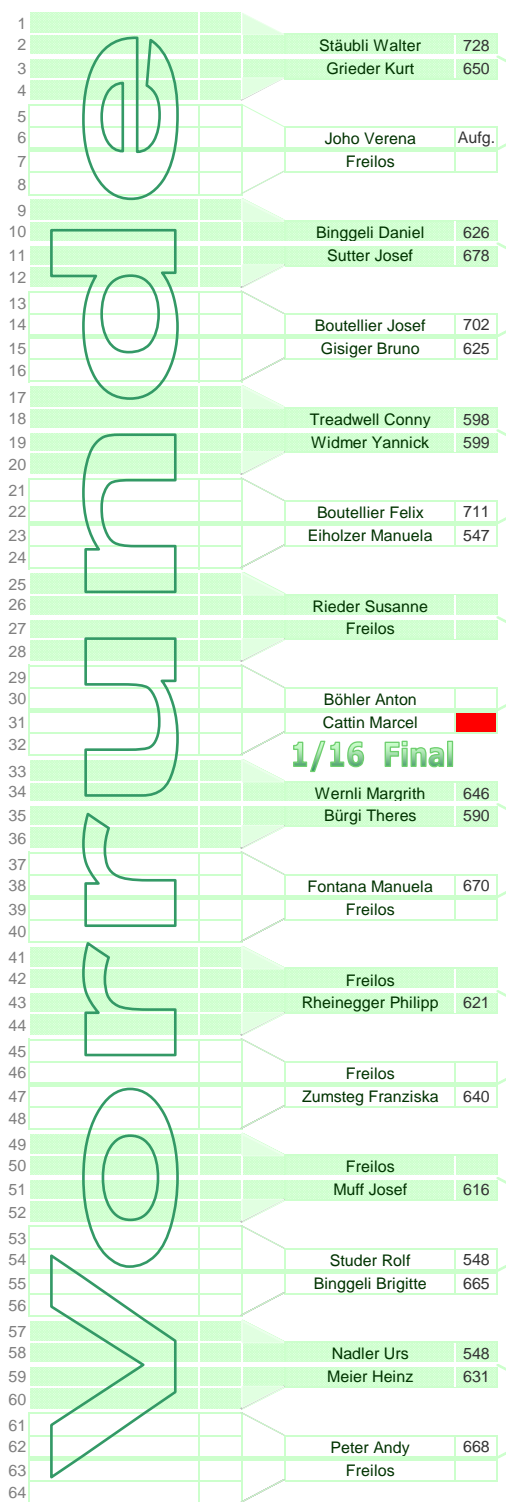 Vorrunde
1
2 Stäubli Walter 728
3 Grieder Kurt 650
4
5
6 Joho Verena Aufg.
7 Freilos
8
9
10 Binggeli Daniel 626
11 Sutter Josef 678
12
13
14 Boutellier Josef 702
15 Gisiger Bruno 625
16
17
18 Treadwell Conny 598
19 Widmer Yannick 599
20
21
22 Boutellier Felix 711
23 Eiholzer Manuela 547
24
25
26 Rieder Susanne
27 Freilos
28
29
30 Böhler Anton
31 Cattin Marcel
32
1/16 Final
33
34 Wernli Margrith 646
35 Bürgi Theres 590
36
37
38 Fontana Manuela 670
39 Freilos
40
41
42 Freilos
43 Rheinegger Philipp 621
44
45
46 Freilos
47 Zumsteg Franziska 640
48
49
50 Freilos
51 Muff Josef 616
52
53
54 Studer Rolf 548
55 Binggeli Brigitte 665
56
57
58 Nadler Urs 548
59 Meier Heinz 631
60
61
62 Peter Andy 668
63 Freilos
64